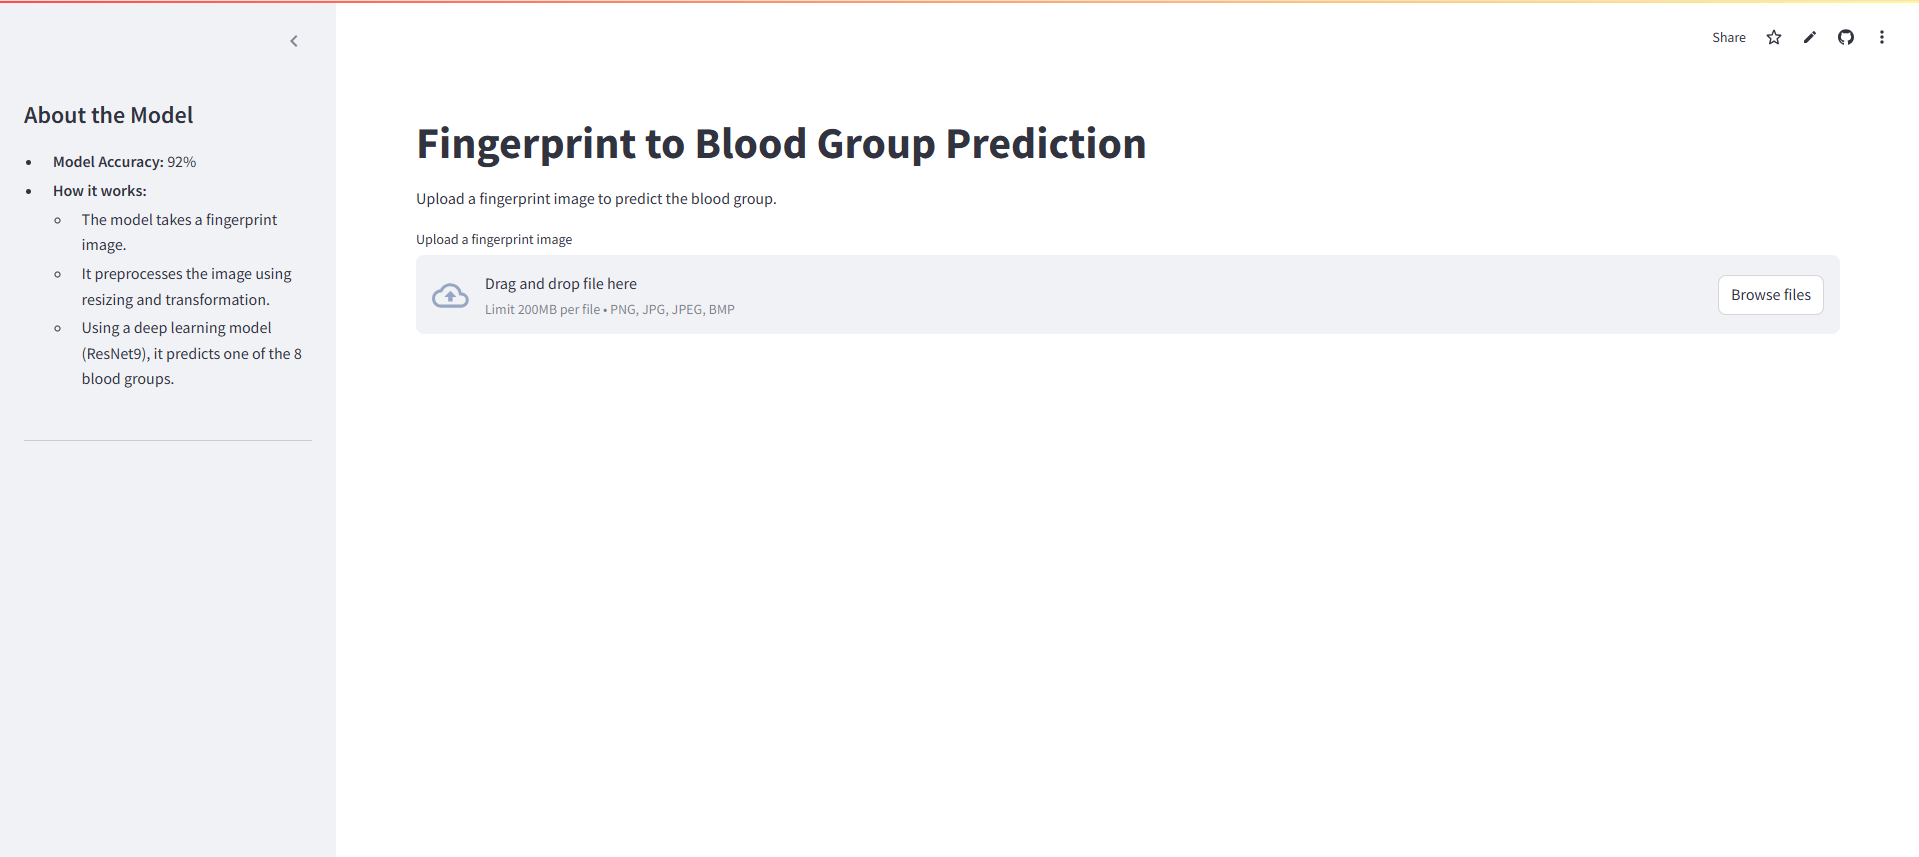 Share
About the Model
Model Accuracy: 92%
How it works:
The model takes a fingerprint
image.
It preprocesses the image using
resizing and transformation.
Using a deep learning model
(ResNet9), it predicts one of the 8
blood groups.
Fingerprint to Blood Group Prediction
Upload a fingerprint image to predict the blood group.
Upload a fingerprint image
Drag and drop file here
Limit 200MB per file • PNG, JPG, JPEG, BMP
Browse files